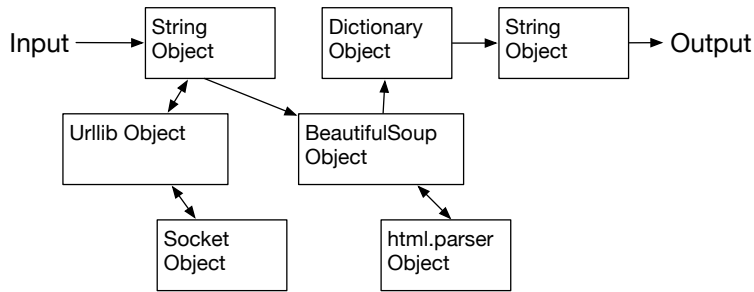 Input
String
Object
Dictionary
Object
String
Object
Output
Urllib Object
BeautifulSoup
Object
Socket
Object
html.parser
Object